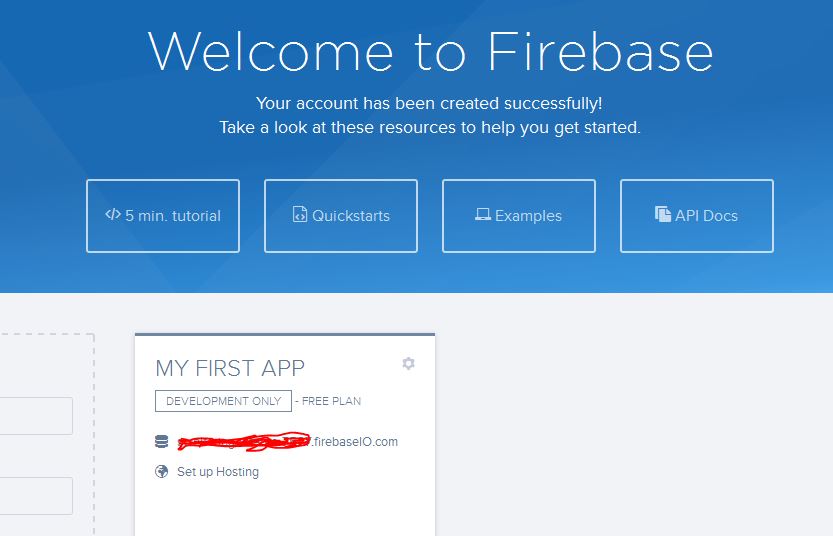 Welcome to Firebase
Your account has been created successfully!
Take a look at these resources to help you get started.
5 min. tutorial
Quickstarts
Examples
API Docs
MY FIRST APP
DEVELOPMENT ONLY - FREE PLAN
.firebaseIO.com
Set up Hosting